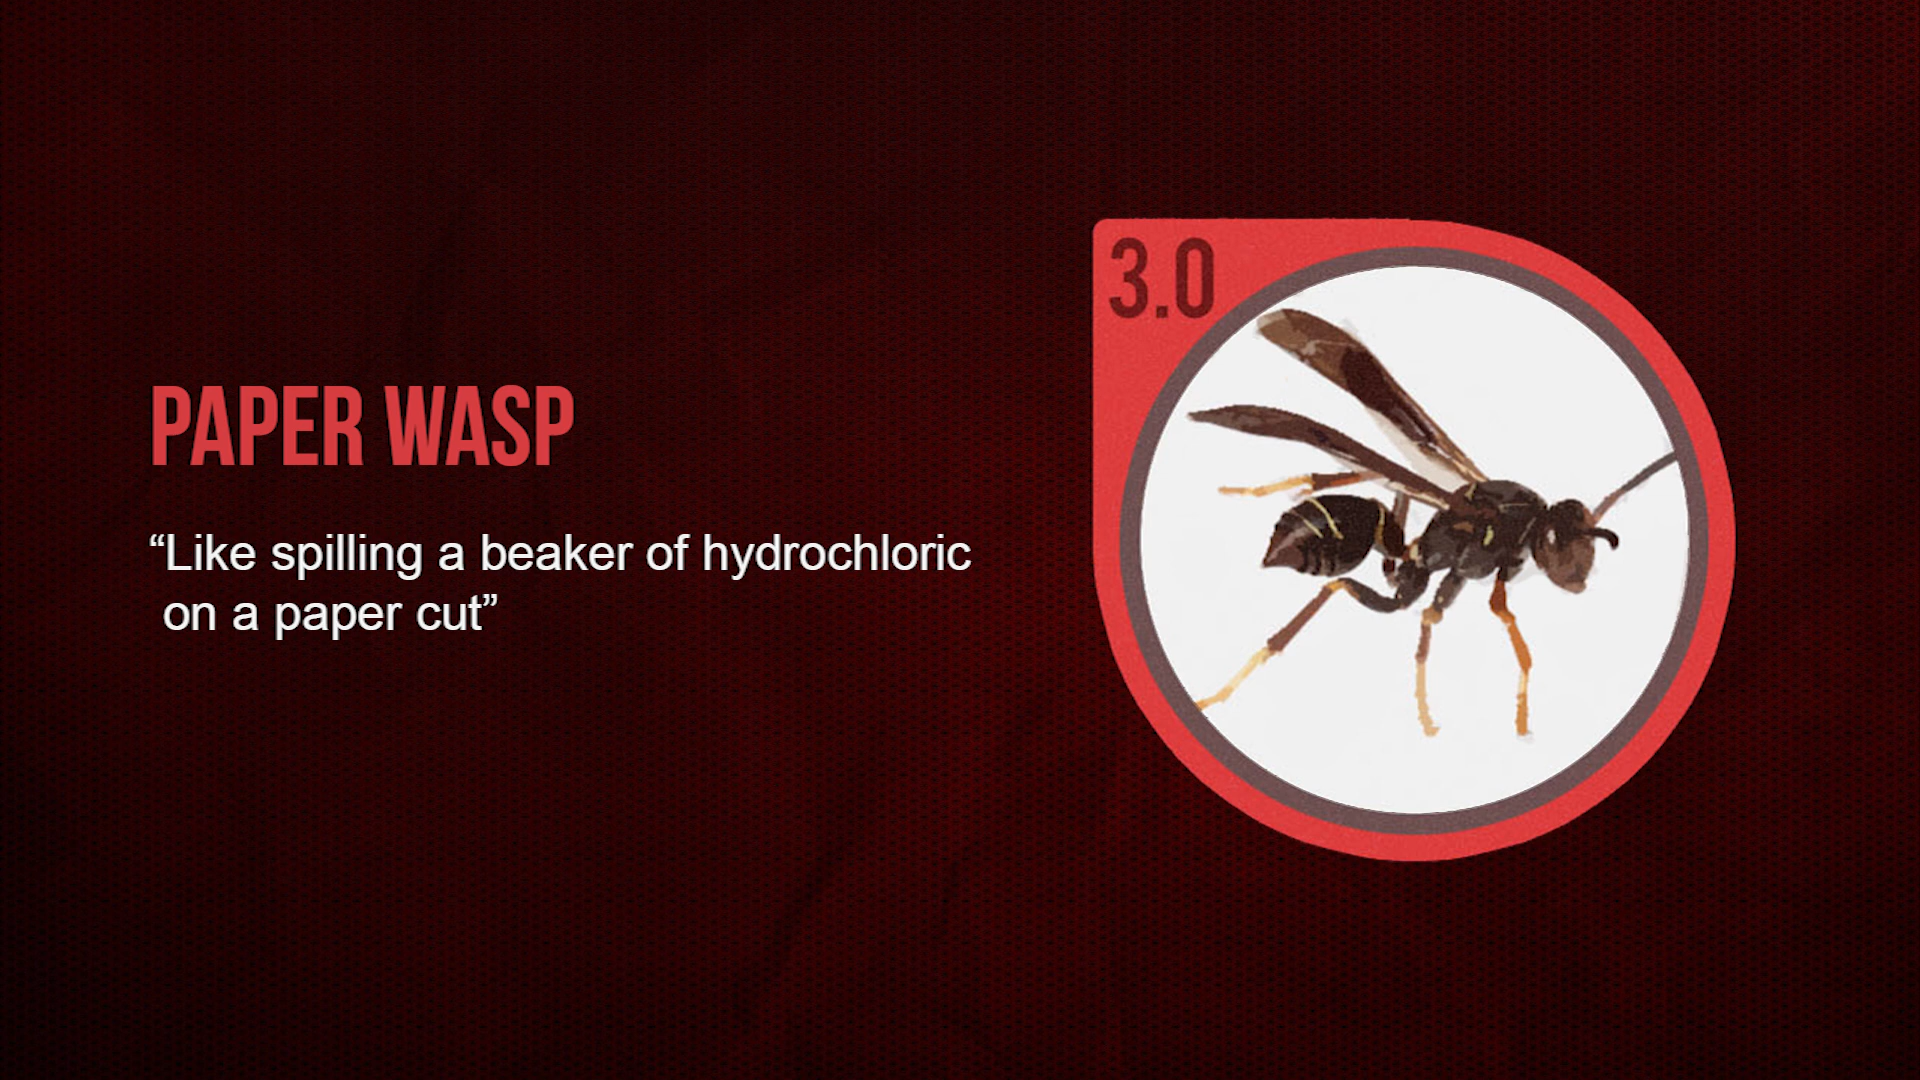 PAPER WASP
“Like spilling a beaker of hydrochloric
on a paper cut”
3.0